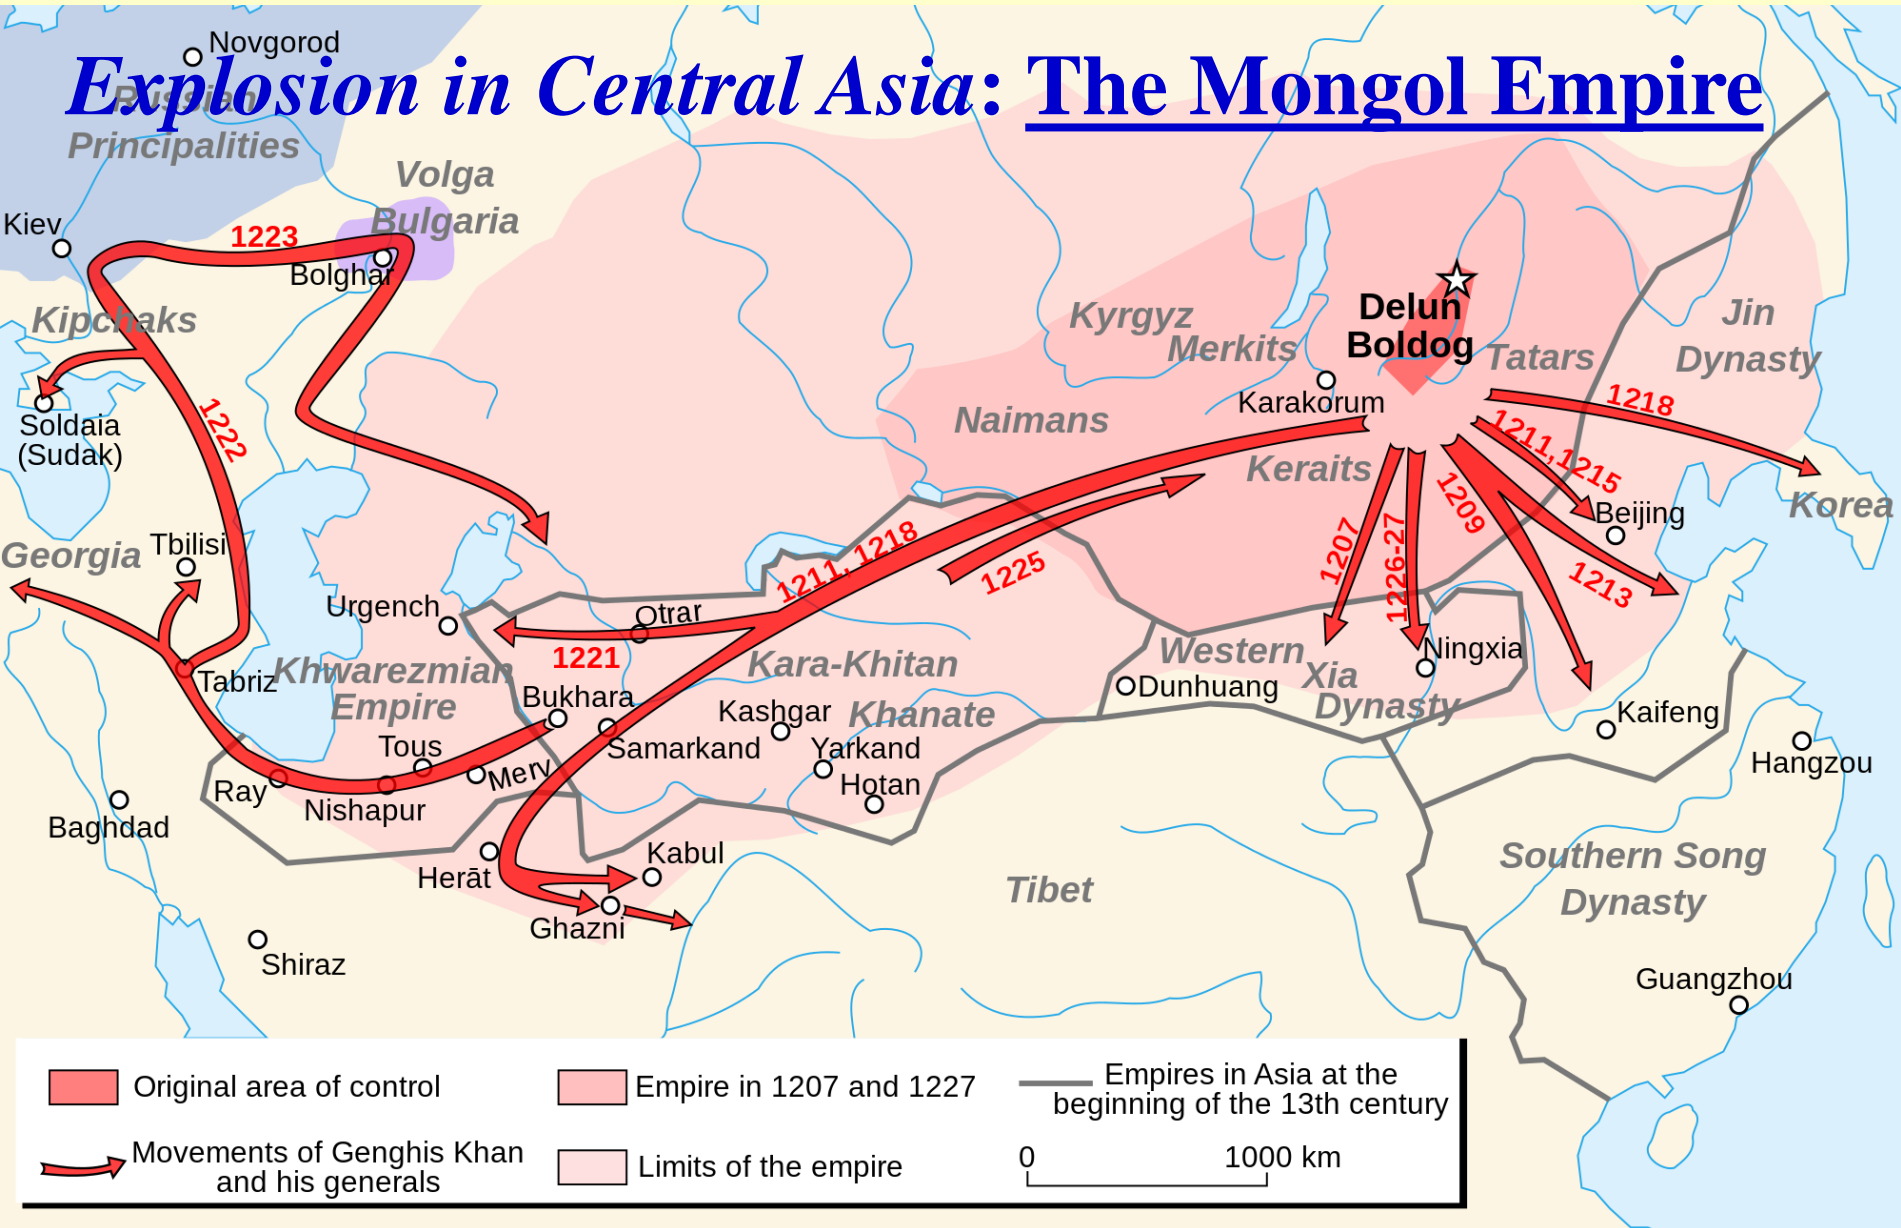 Novgorod
Explosion in Central Asia: The Mongol Empire
Russian
Principalities
Volga
Bulgaria
Kiev
1223
Bolghar
Kipchaks
Soldaia
(Sudak)
1222
Georgia
Tbilisi
Tabriz
Urgench
Otrar
1221
Khwarezmian
Empire
Bukhara
Samarkand
Tous
Merv
Ray
Nishapur
Baghdad
Herāt
Kabul
Ghazni
Shiraz
Kyrgyz
Merkits
Naimans
Keraits
Delun
Boldog
Karakorum
Tatars
Jin
Dynasty
1218
1211,1215
1209
1207
1226-27
1213
1211, 1218
1225
Korea
Beijing
Kara-Khitan
Khanate
Kashgar
Yarkand
Hotan
Western
Xia
Dynasty
Dunhuang
Ningxia
Kaifeng
Hangzou
Tibet
Southern Song
Dynasty
Guangzhou
Original area of control
Movements of Genghis Khan
and his generals
Empire in 1207 and 1227
Limits of the empire
Empires in Asia at the
beginning of the 13th century
0 1000 km